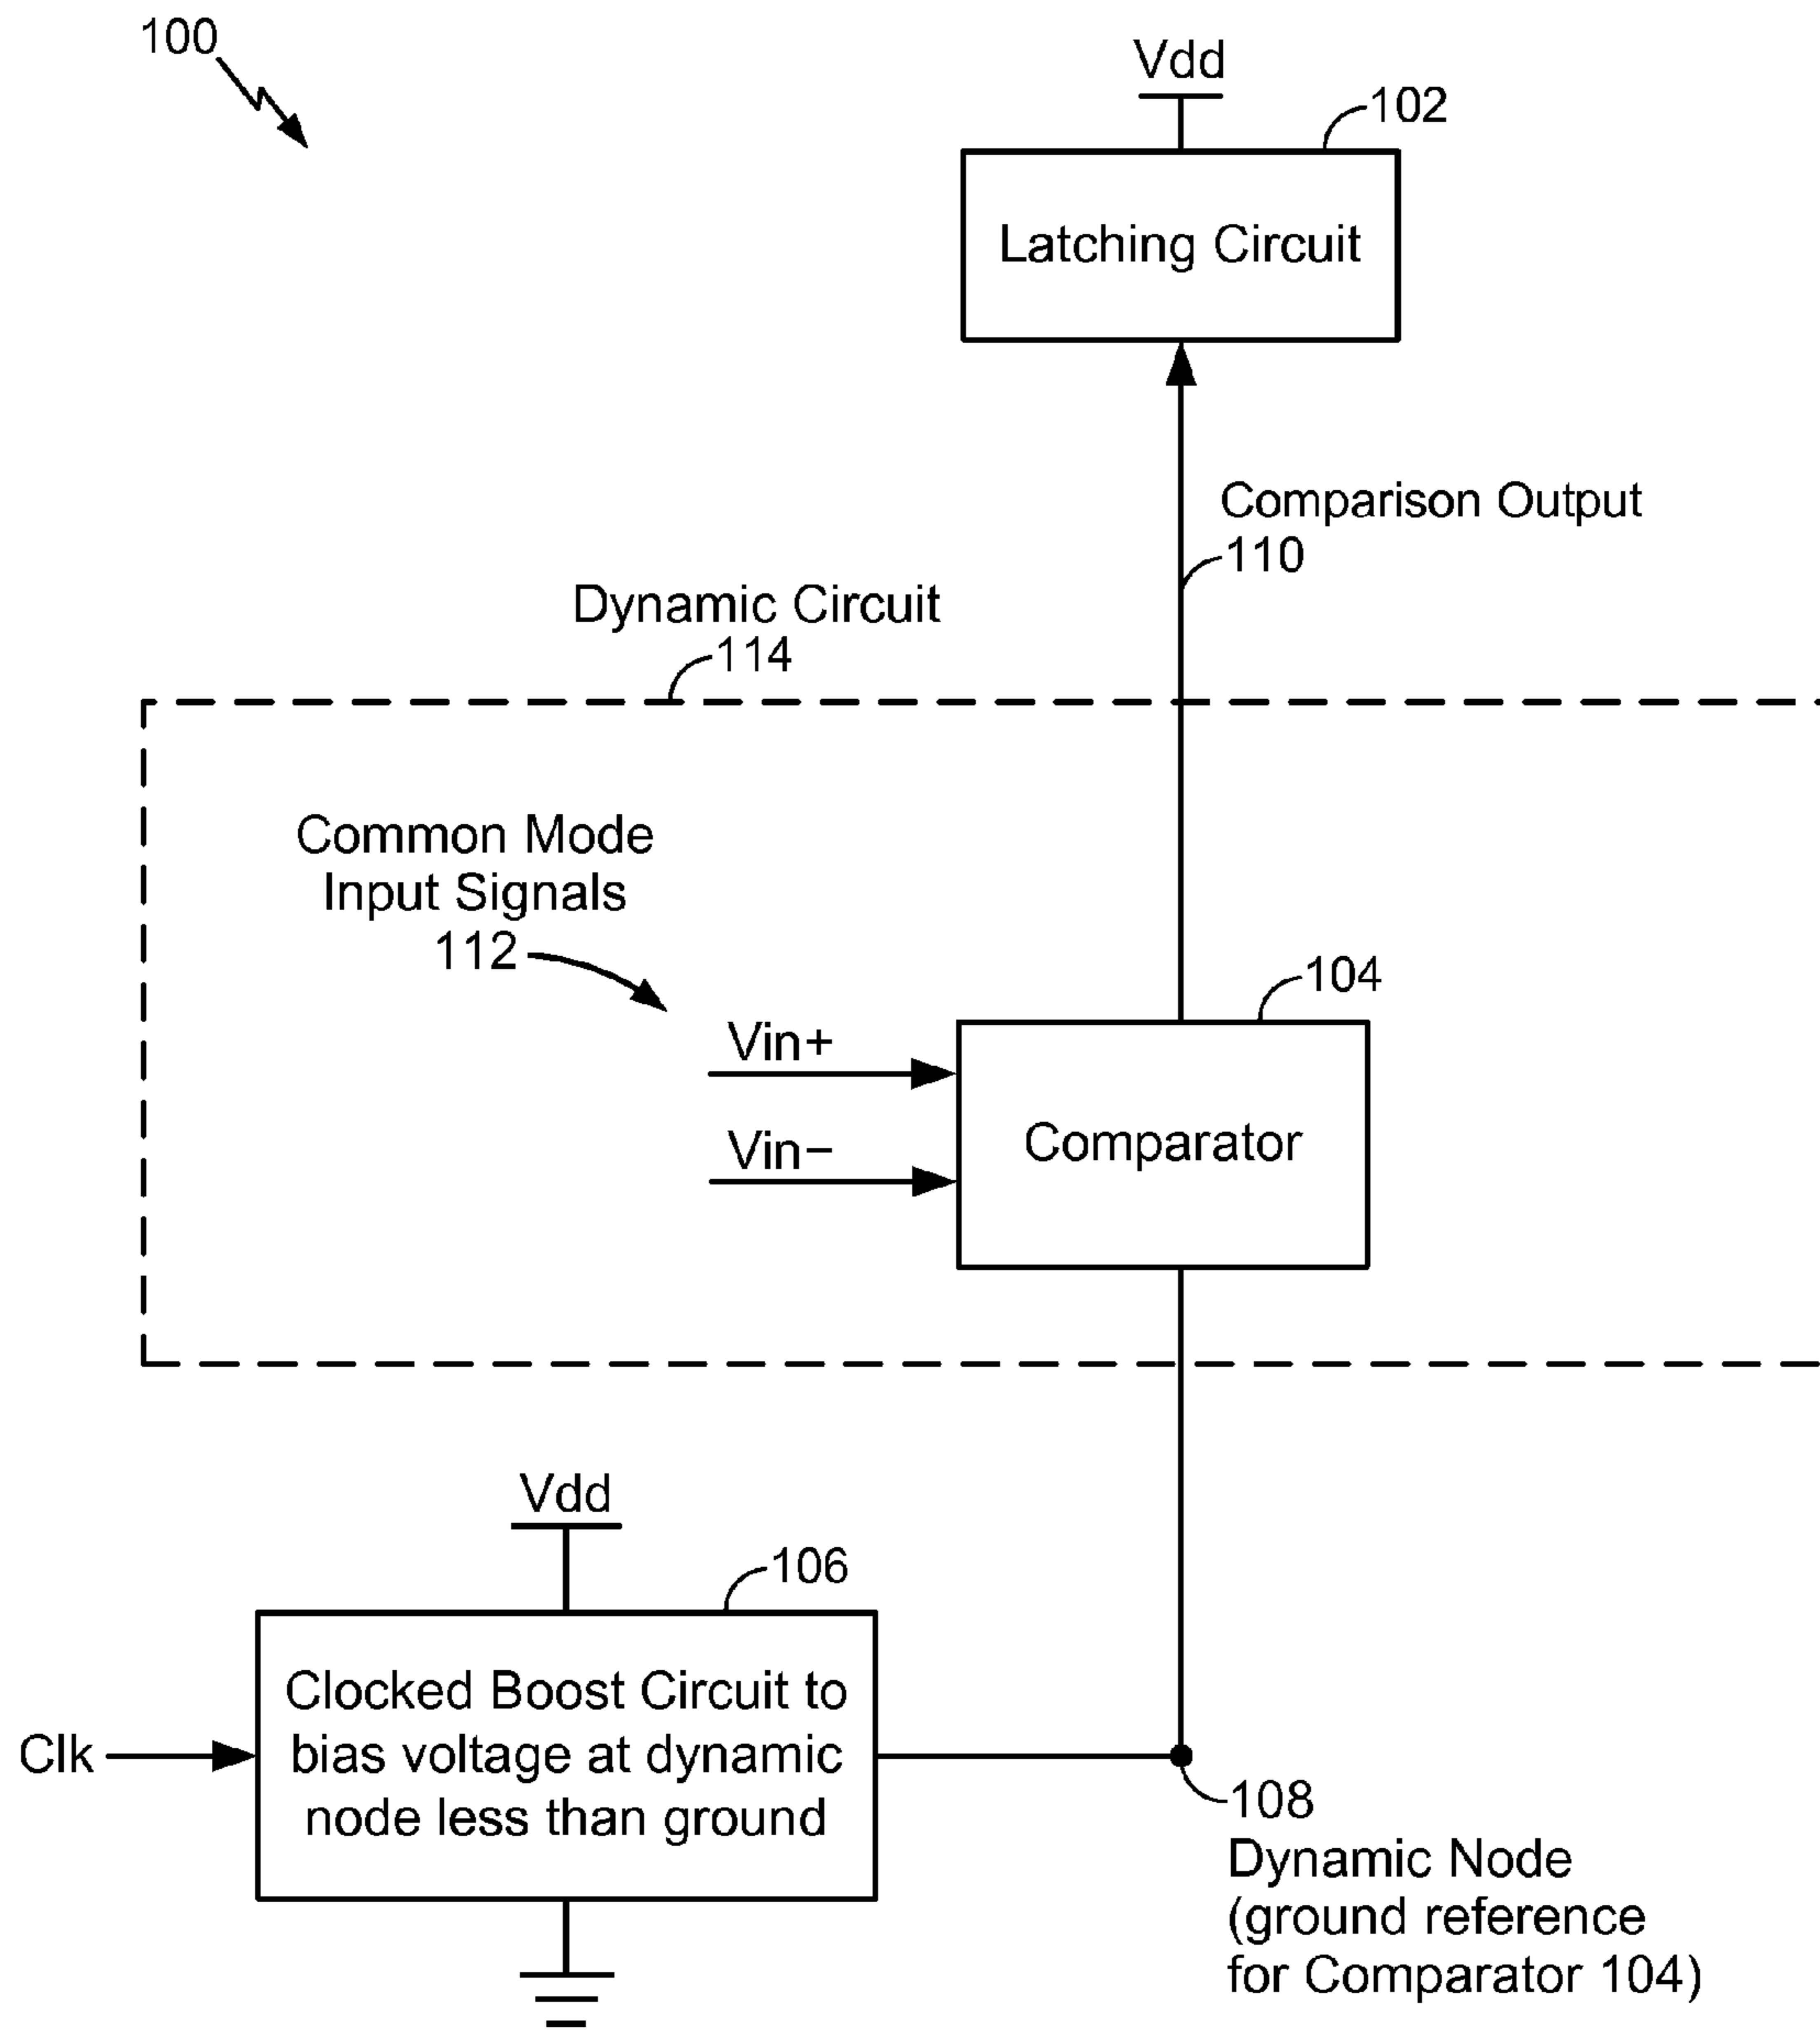 100
Vdd
102
Latching Circuit
Comparison Output
110
Dynamic Circuit
114
Common Mode
Input Signals
112
104
Vin+
Vin−
Comparator
Vdd
106
Clocked Boost Circuit to
bias voltage at dynamic
node less than ground
Clk
108
Dynamic Node
(ground reference
for Comparator 104)